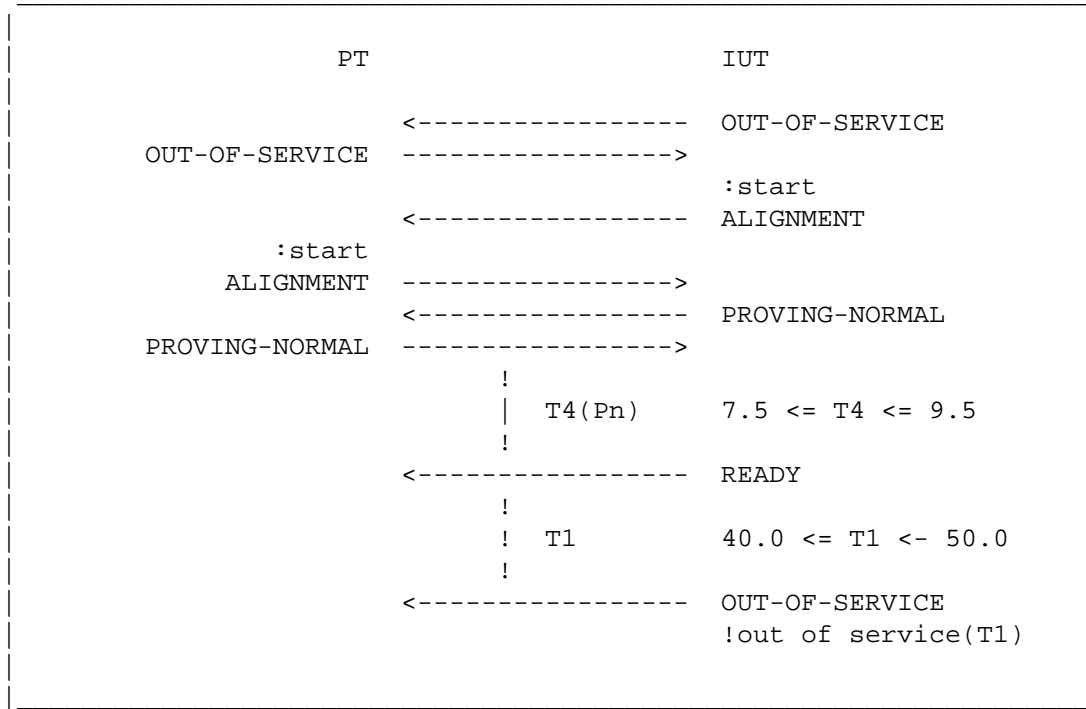 PT IUT
<----------------- OUT-OF-SERVICE
OUT-OF-SERVICE ----------------->
:start
<----------------- ALIGNMENT
:start
ALIGNMENT ----------------->
<----------------- PROVING-NORMAL
PROVING-NORMAL ----------------->
!
| T4(Pn) 7.5 <= T4 <= 9.5
!
<----------------- READY
!
! T1 40.0 <= T1 <- 50.0
!
<----------------- OUT-OF-SERVICE
!out of service(T1)